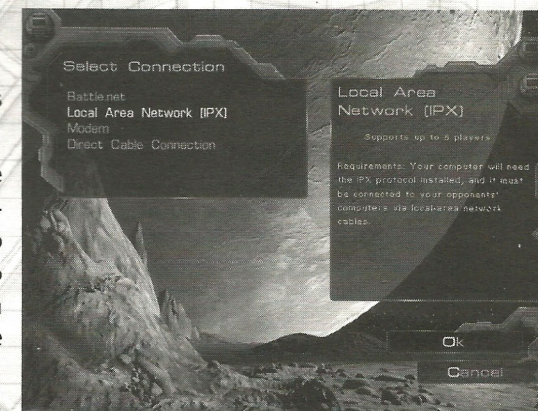 Select Connection
Battle.net
Local Area Network (IPX)
Modem
Direct Cable Connection
Local Area
Network (IPX)
Supports up to 8 players
Requirements: Your computer will need
the IPX protocol installed, and it must
be connected to your opponents'
computers via local-area network
cables.
Ok
Cancel